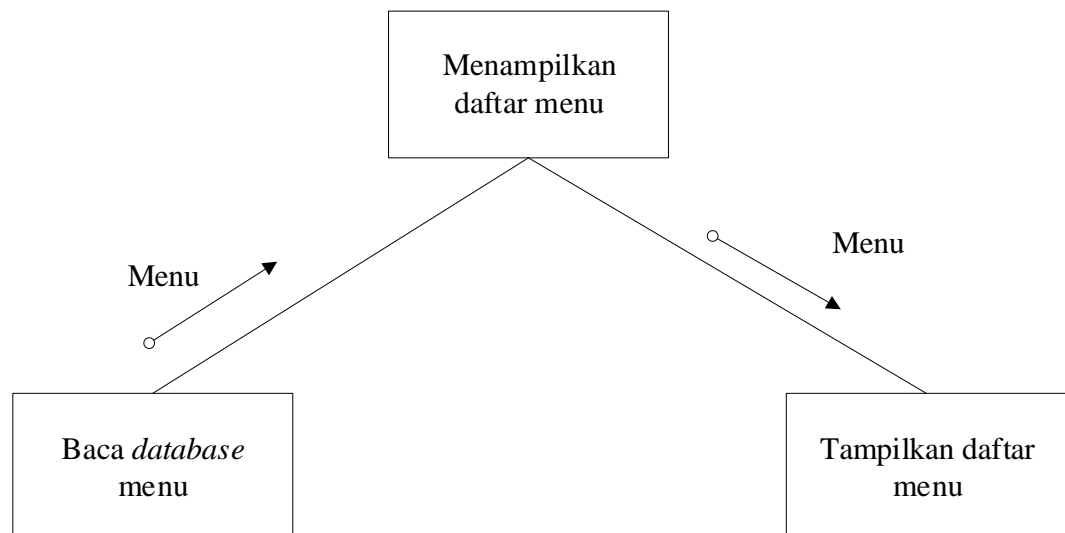 Menampilkan
daftar menu
Menu
Menu
Baca database
menu
Tampilkan daftar
menu